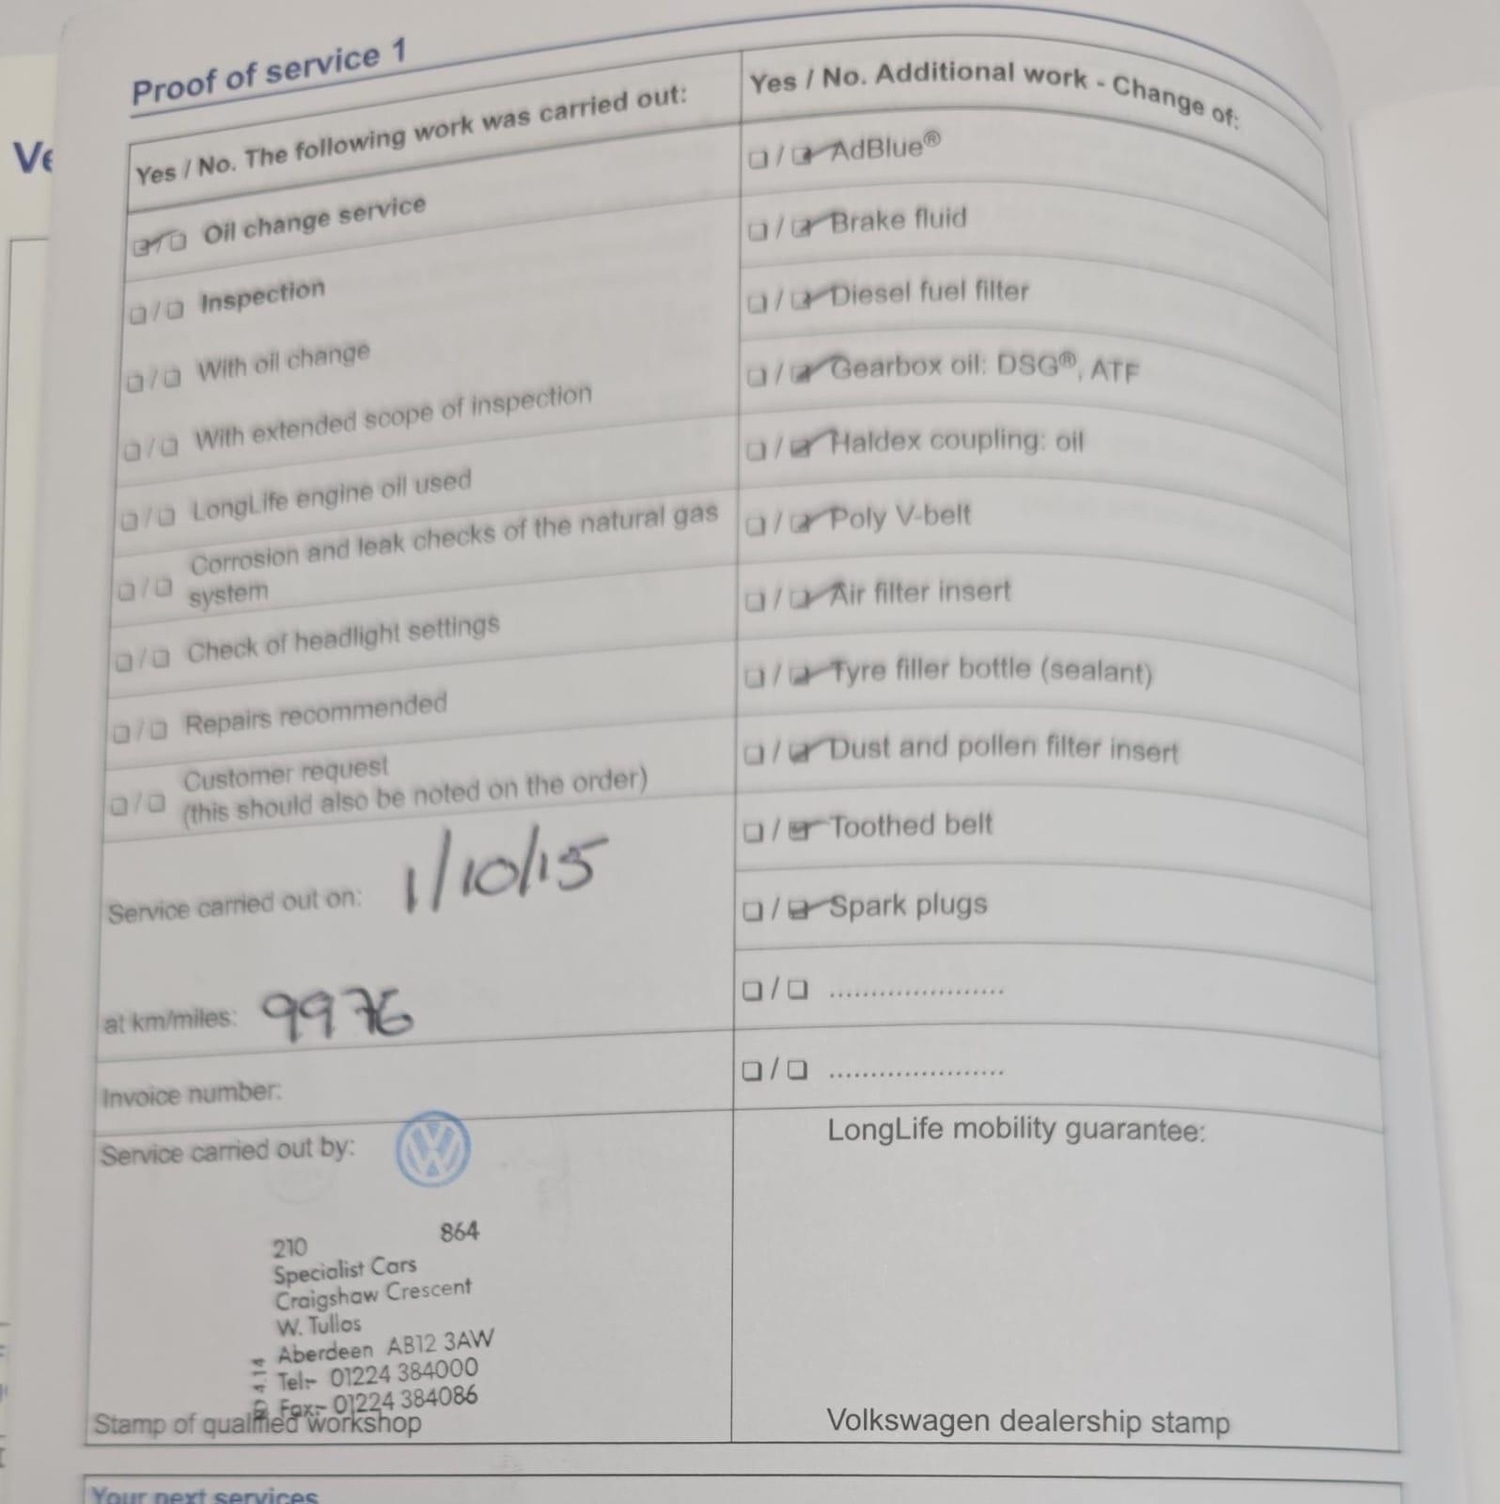 Proof of service 1
Yes / No. The following work was carried out:
☑/☐ Oil change service
☐/☐ Inspection
☐/☐ With oil change
☐/☐ With extended scope of inspection
☐/☐ LongLife engine oil used
☐/☐ Corrosion and leak checks of the natural gas
system
☐/☐ Check of headlight settings
☐/☐ Repairs recommended
☐/☐ Customer request
(this should also be noted on the order)
Service carried out on: 1/10/15
at km/miles: 9976
Invoice number:
Service carried out by:
VW
210 864
Specialist Cars
Craigshaw Crescent
W. Tullos
Aberdeen AB12 3AW
Tel:- 01224 384000
Fax:- 01224 384086
Stamp of qualified workshop
Yes / No. Additional work - Change of:
☐/☑ AdBlue®
☐/☑ Brake fluid
☐/☑ Diesel fuel filter
☐/☑ Gearbox oil: DSG®, ATF
☐/☑ Haldex coupling: oil
☐/☑ Poly V-belt
☐/☑ Air filter insert
☐/☑ Tyre filler bottle (sealant)
☐/☑ Dust and pollen filter insert
☐/☑ Toothed belt
☐/☑ Spark plugs
☐/☐ .....................
☐/☐ .....................
LongLife mobility guarantee:
Volkswagen dealership stamp
Your next services
Ve